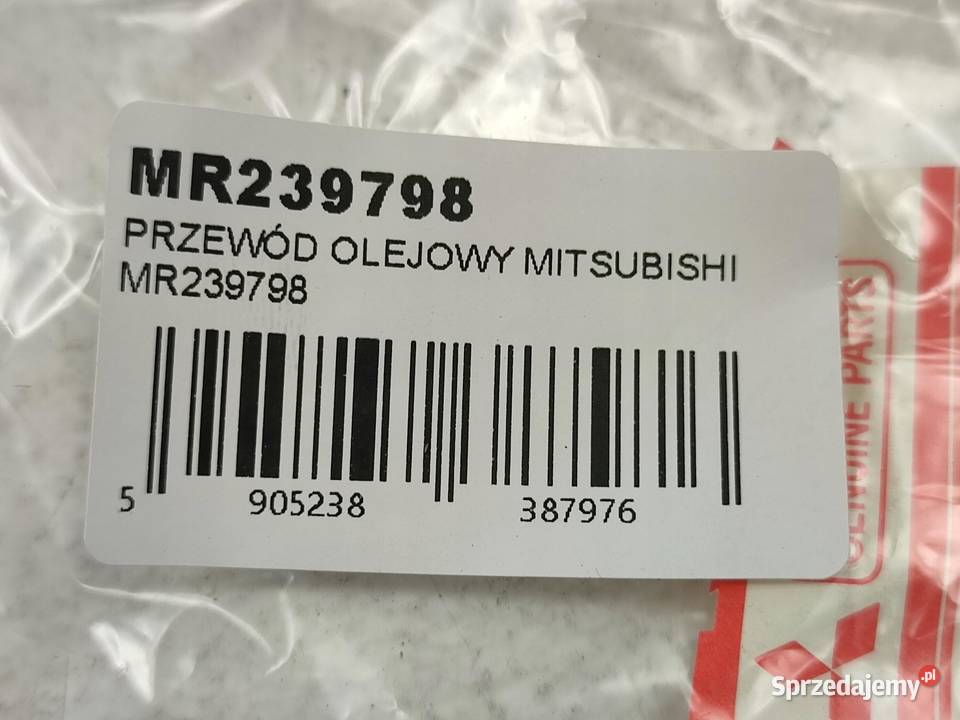 MR239798
PRZEWÓD OLEJOWY MITSUBISHI
MR239798
5 905238 387976
GENUINE PARTS
Sprzedajemy.pl